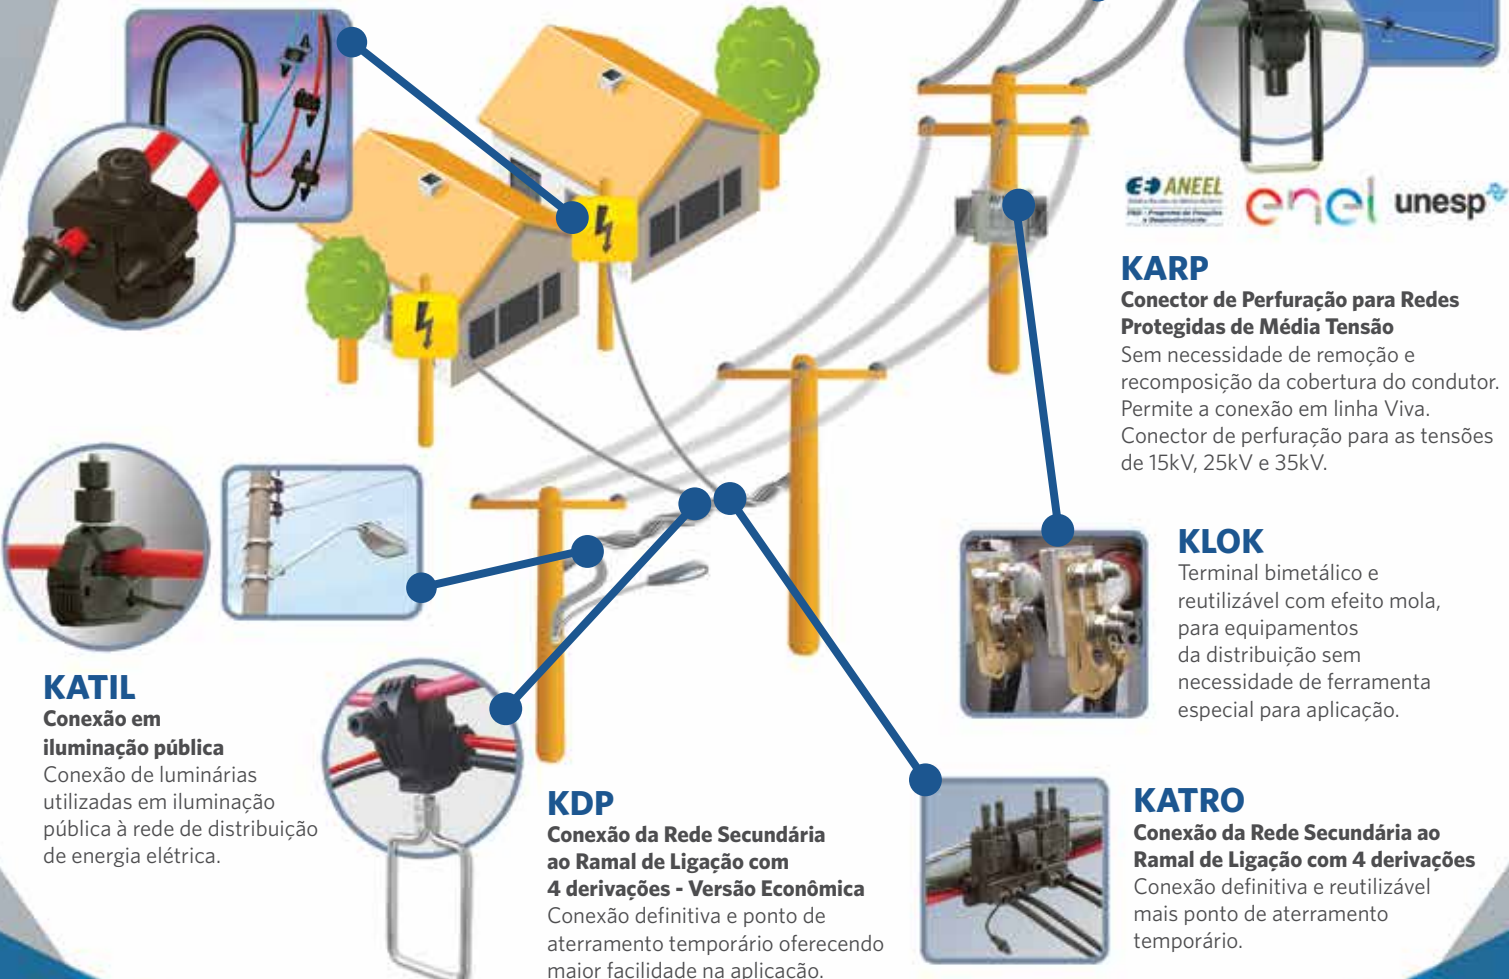 ANEEL
enel
unesp
KARP
Conector de Perfuração para Redes
Protegidas de Média Tensão
Sem necessidade de remoção e
recomposição da cobertura do condutor.
Permite a conexão em linha Viva.
Conector de perfuração para as tensões
de 15kV, 25kV e 35kV.
KLOK
Terminal bimetálico e
reutilizável com efeito mola,
para equipamentos
da distribuição sem
necessidade de ferramenta
especial para aplicação.
KATIL
Conexão em
iluminação pública
Conexão de luminárias
utilizadas em iluminação
pública à rede de distribuição
de energia elétrica.
KDP
Conexão da Rede Secundária
ao Ramal de Ligação com
4 derivações - Versão Econômica
Conexão definitiva e ponto de
aterramento temporário oferecendo
maior facilidade na aplicação.
KATRO
Conexão da Rede Secundária ao
Ramal de Ligação com 4 derivações
Conexão definitiva e reutilizável
mais ponto de aterramento
temporário.